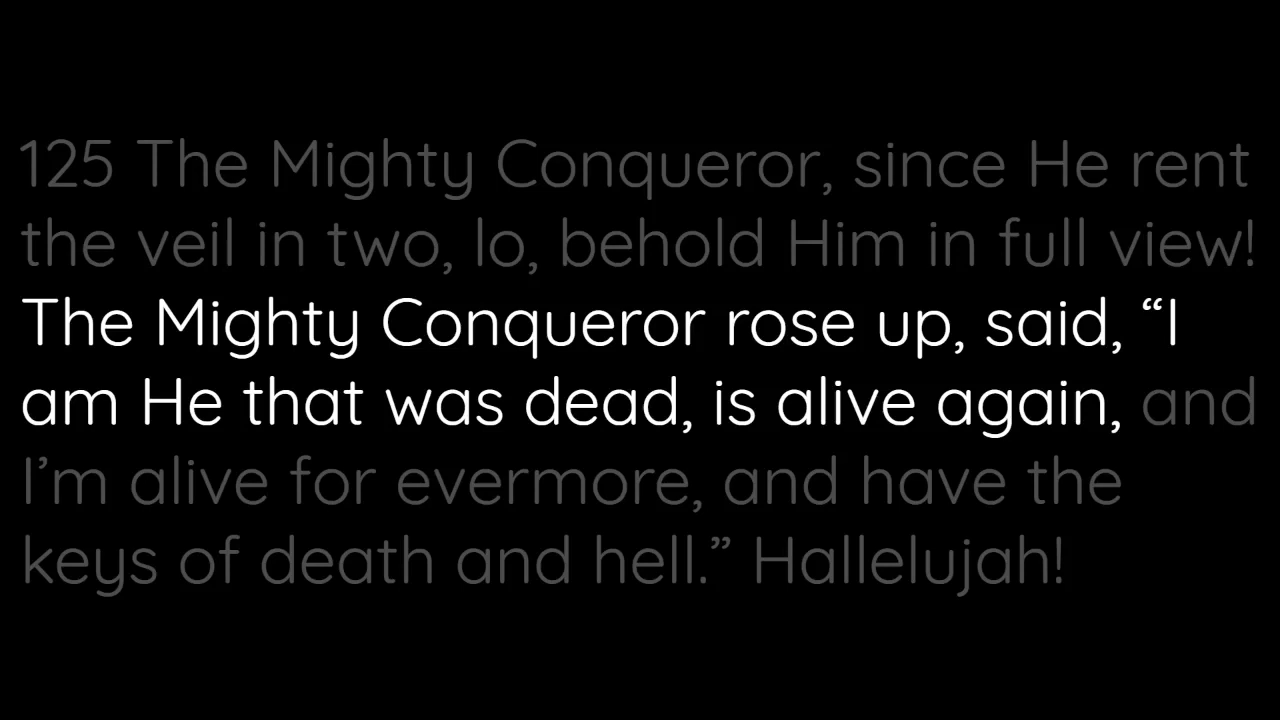 125 The Mighty Conqueror, since He rent
the veil in two, lo, behold Him in full view!
The Mighty Conqueror rose up, said, “I
am He that was dead, is alive again, and
I’m alive for evermore, and have the
keys of death and hell.” Hallelujah!